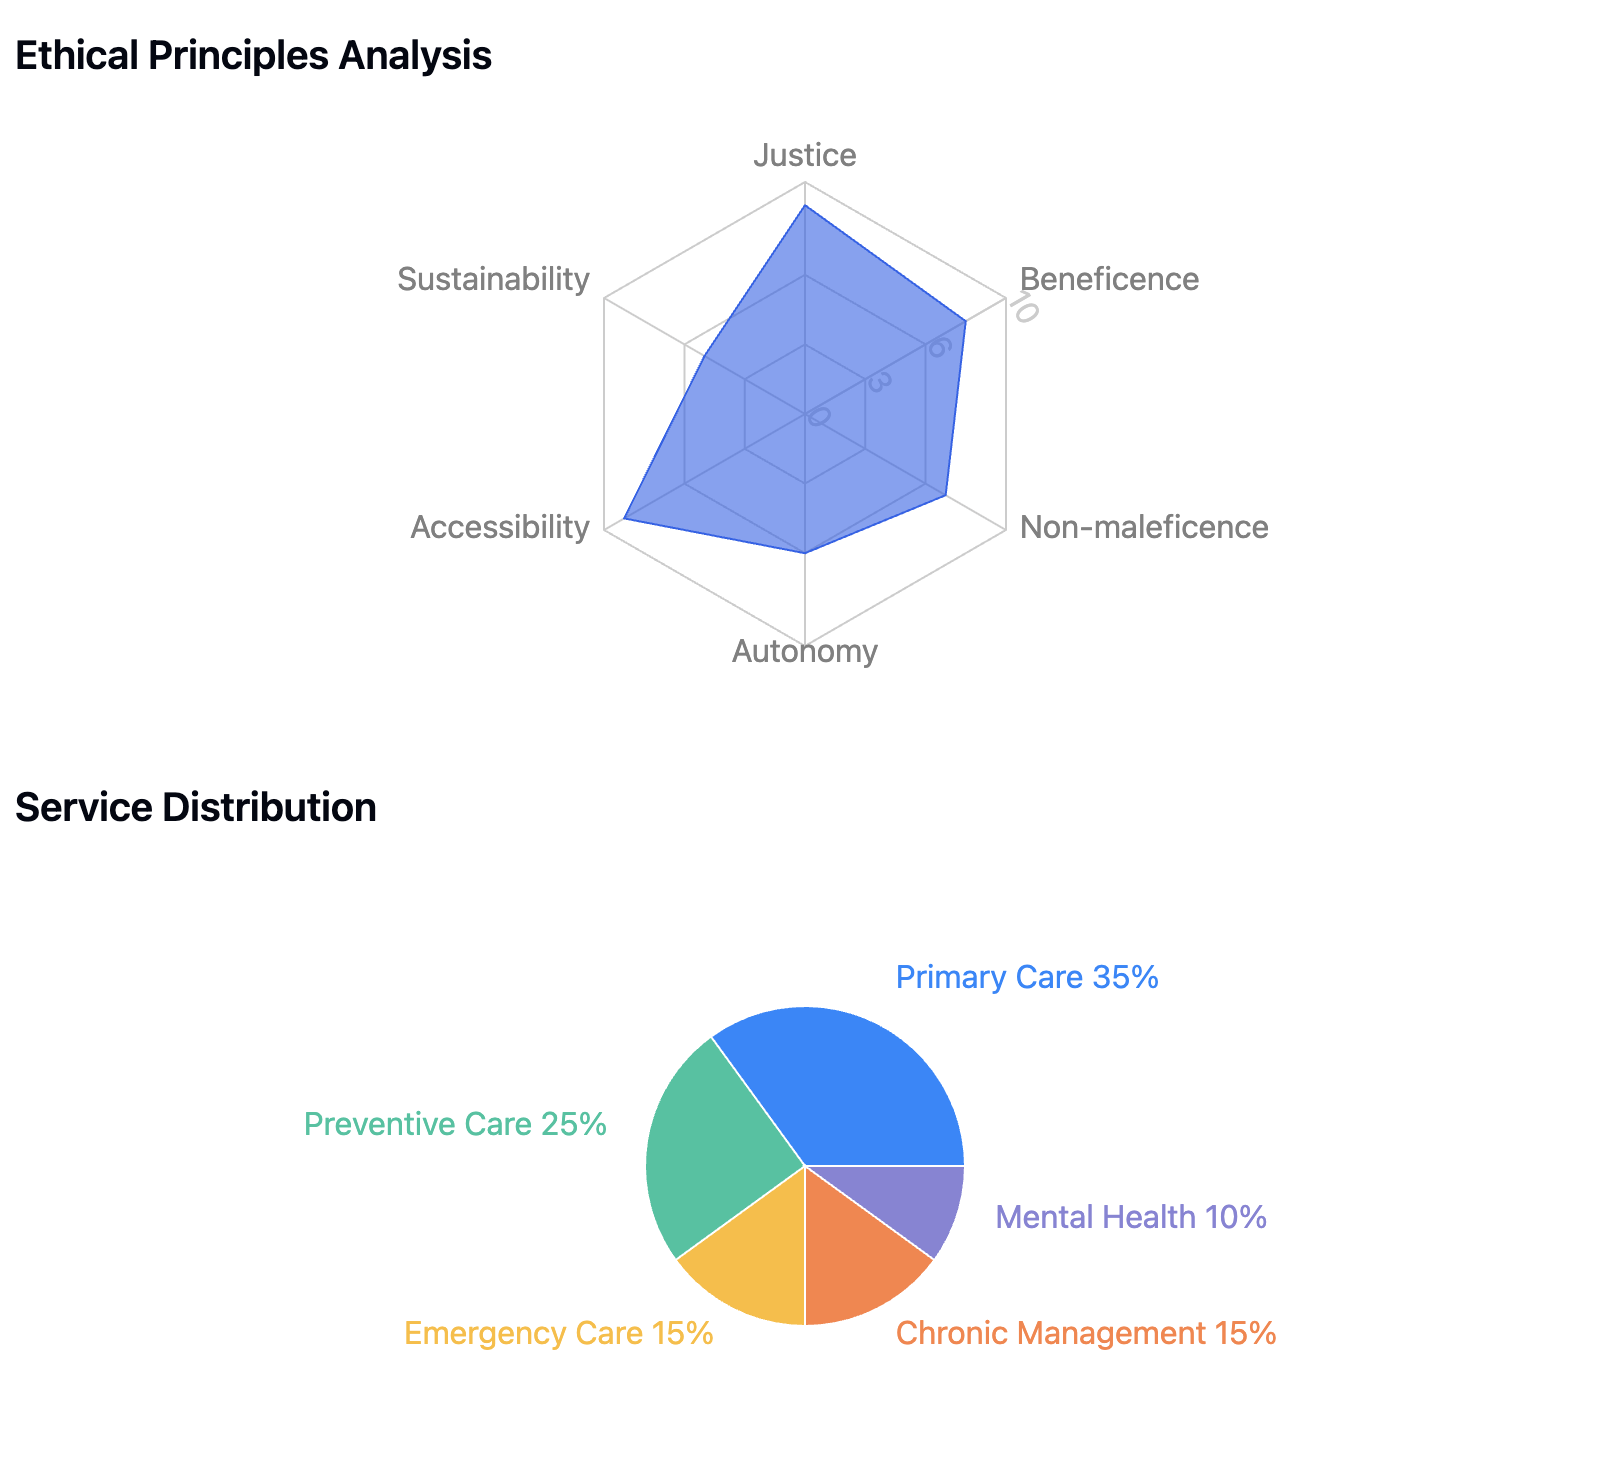 Ethical Principles Analysis
Justice
Sustainability
Beneficence
10
6
3
0
Accessibility
Non-maleficence
Autonomy
Service Distribution
Primary Care 35%
Preventive Care 25%
Mental Health 10%
Emergency Care 15%
Chronic Management 15%